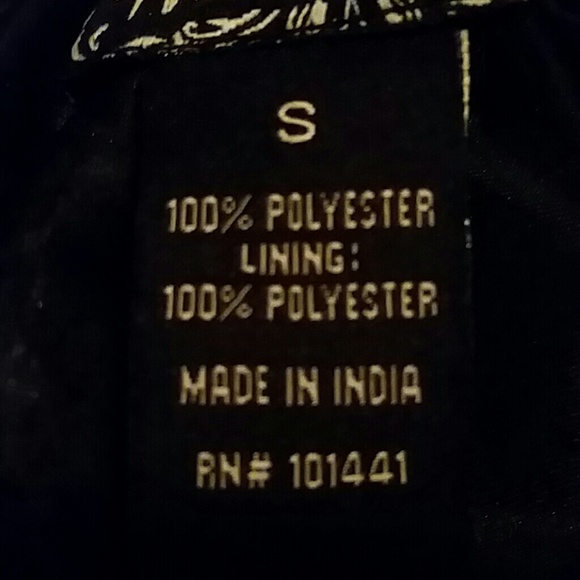 S
100% POLYESTER
LINING:
100% POLYESTER
MADE IN INDIA
RN# 101441